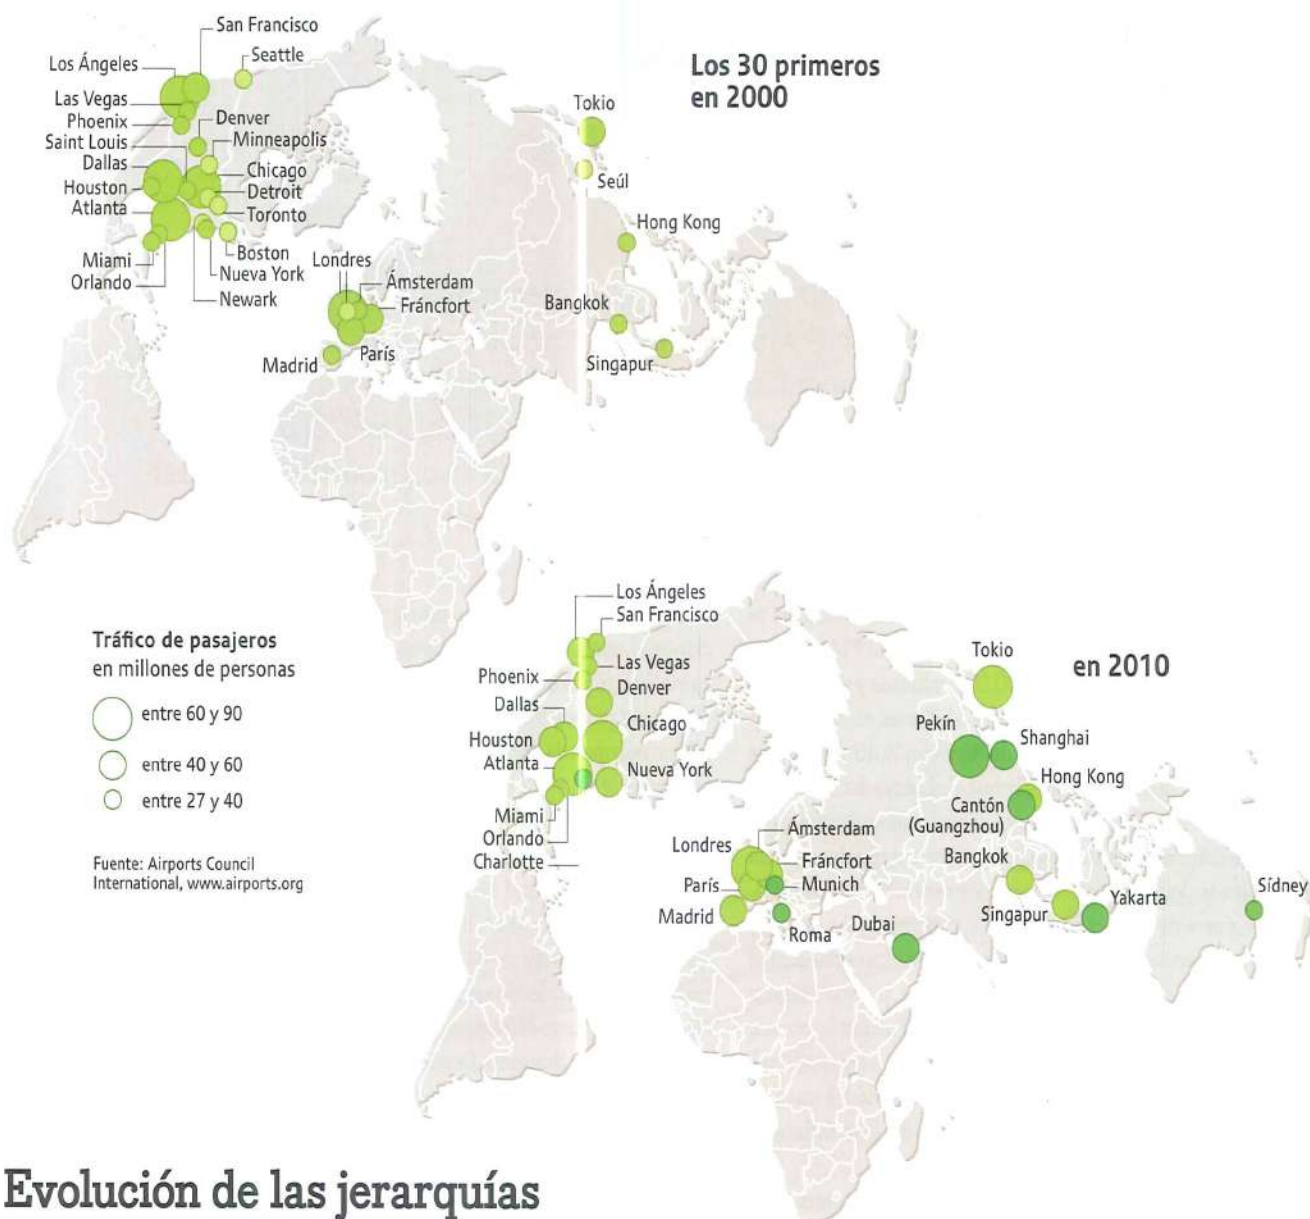 Los 30 primeros
en 2000
San Francisco
Los Ángeles
Seattle
Las Vegas
Phoenix
Denver
Saint Louis
Minneapolis
Dallas
Chicago
Houston
Detroit
Atlanta
Toronto
Miami
Boston
Orlando
Nueva York
Newark
Londres
Ámsterdam
Fráncfort
París
Madrid
Tokio
Seúl
Hong Kong
Bangkok
Singapur
Tráfico de pasajeros
en millones de personas
entre 60 y 90
entre 40 y 60
entre 27 y 40
Fuente: Airports Council
International, www.airports.org
en 2010
Los Ángeles
San Francisco
Phoenix
Las Vegas
Denver
Dallas
Chicago
Houston
Atlanta
Nueva York
Miami
Orlando
Charlotte
Londres
Ámsterdam
Fráncfort
París
Munich
Madrid
Roma
Dubai
Tokio
Pekín
Shanghai
Hong Kong
Cantón
(Guangzhou)
Bangkok
Singapur
Yakarta
Sídney
Evolución de las jerarquías